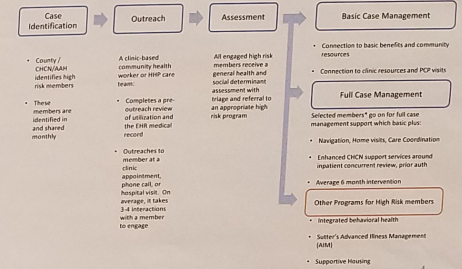 Case
Identification
Outreach
Assessment
Basic Case Management
• County /
CHCN/AAH
identifies high
risk members
• These
members are
identified in
and shared
monthly
A clinic-based
community health
worker or HHP care
team:
• Completes a pre-
outreach review
of utilization and
the EHR medical
record
• Outreaches to
member at a
clinic
appointment,
phone call, or
hospital visit. On
average, it takes
3-4 interactions
with a member
to engage
All engaged high risk
members receive a
general health and
social determinant
assessment with
triage and referral to
an appropriate high
risk program
• Connection to basic benefits and community
resources
• Connection to clinic resources and PCP visits
Full Case Management
Selected members* go on for full case
management support which basic plus:
• Navigation, Home visits, Care Coordination
• Enhanced CHCN support services around
inpatient concurrent review, prior auth
• Average 6 month intervention
Other Programs for High Risk members
• Integrated behavioral health
• Sutter's Advanced Illness Management
(AIM)
• Supportive Housing